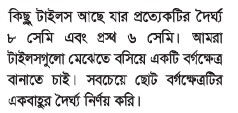 কিছু টাইলস আছে যার প্রত্যেকটির দৈর্ঘ্য
৮ সেমি এবং প্রস্থ ৬ সেমি। আমরা
টাইলসগুলো মেঝেতে বসিয়ে একটি বর্গক্ষেত্র
বানাতে চাই। সবচেয়ে ছোট বর্গক্ষেত্রটির
একবাহুর দৈর্ঘ্য নির্ণয় করি।